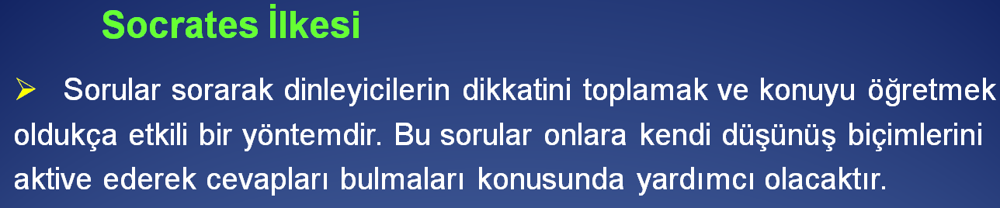 Socrates İlkesi
➢ Sorular sorarak dinleyicilerin dikkatini toplamak ve konuyu öğretmek
oldukça etkili bir yöntemdir. Bu sorular onlara kendi düşünüş biçimlerini
aktive ederek cevapları bulmaları konusunda yardımcı olacaktır.